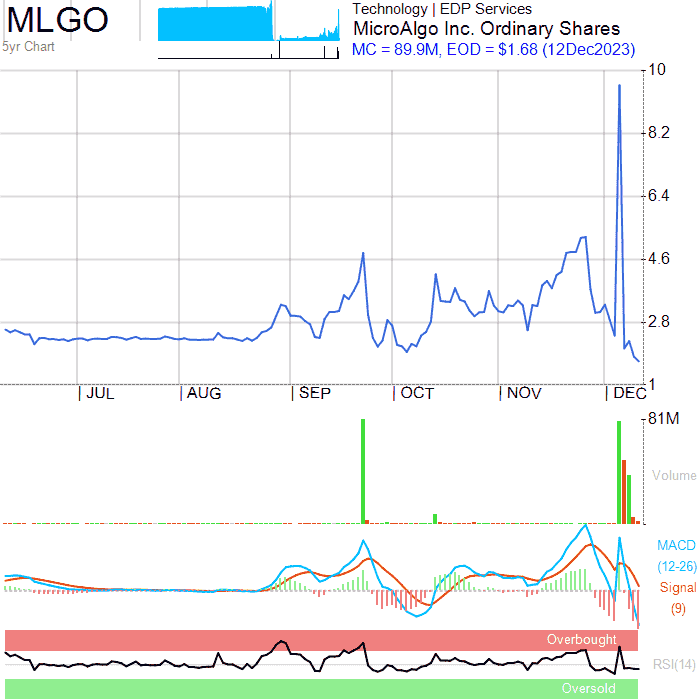 MLGO
5yr Chart
Technology | EDP Services
MicroAlgo Inc. Ordinary Shares
MC = 89.9M, EOD = $1.68 (12Dec2023)
10
8.2
6.4
4.6
2.8
1
| JUL | AUG | SEP | OCT | NOV | DEC
81M
Volume
MACD
(12-26)
Signal
(9)
Overbought
RSI(14)
Oversold